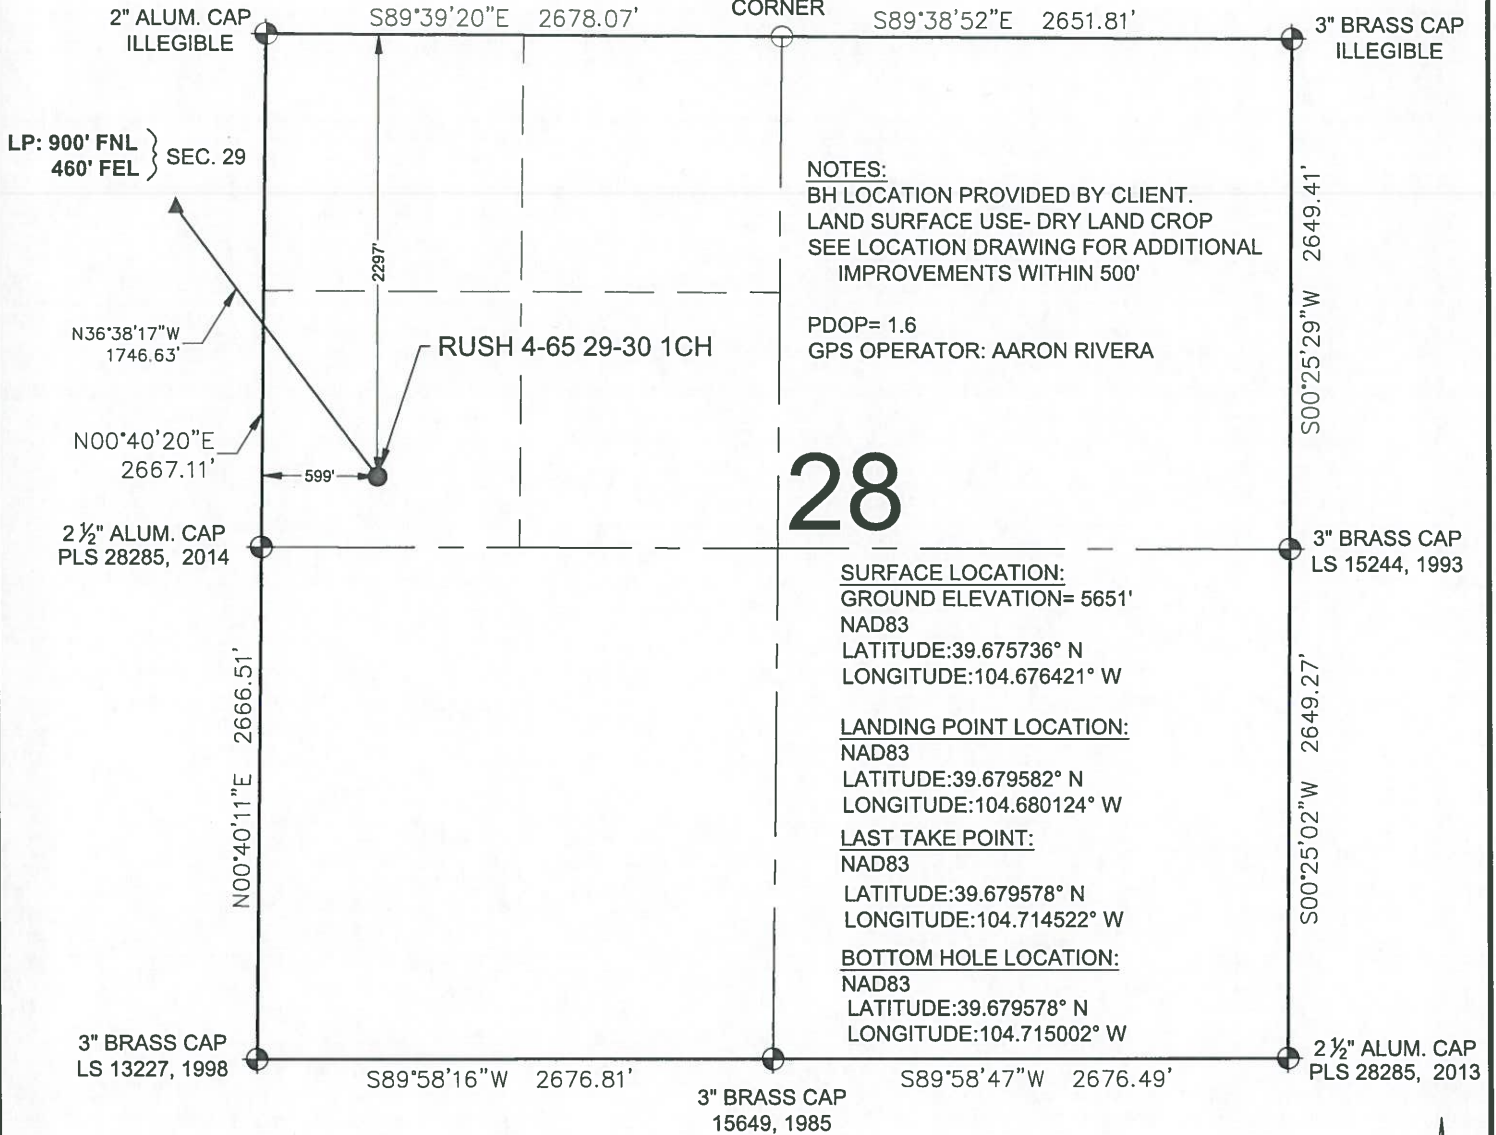 2" ALUM. CAP
ILLEGIBLE
S89°39'20"E 2678.07'
CORNER
S89°38'52"E 2651.81'
3" BRASS CAP
ILLEGIBLE
LP: 900' FNL
460' FEL
SEC. 29
2297'
N36°38'17"W
1746.63'
RUSH 4-65 29-30 1CH
N00°40'20"E
2667.11'
599'
NOTES:
BH LOCATION PROVIDED BY CLIENT.
LAND SURFACE USE- DRY LAND CROP
SEE LOCATION DRAWING FOR ADDITIONAL
IMPROVEMENTS WITHIN 500'
PDOP= 1.6
GPS OPERATOR: AARON RIVERA
S00°25'29"W 2649.41'
28
2 ½" ALUM. CAP
PLS 28285, 2014
3" BRASS CAP
LS 15244, 1993
SURFACE LOCATION:
GROUND ELEVATION= 5651'
NAD83
LATITUDE:39.675736° N
LONGITUDE:104.676421° W
LANDING POINT LOCATION:
NAD83
LATITUDE:39.679582° N
LONGITUDE:104.680124° W
LAST TAKE POINT:
NAD83
LATITUDE:39.679578° N
LONGITUDE:104.714522° W
BOTTOM HOLE LOCATION:
NAD83
LATITUDE:39.679578° N
LONGITUDE:104.715002° W
N00°40'11"E 2666.51'
S00°25'02"W 2649.27'
3" BRASS CAP
LS 13227, 1998
S89°58'16"W 2676.81'
3" BRASS CAP
15649, 1985
S89°58'47"W 2676.49'
2 ½" ALUM. CAP
PLS 28285, 2013